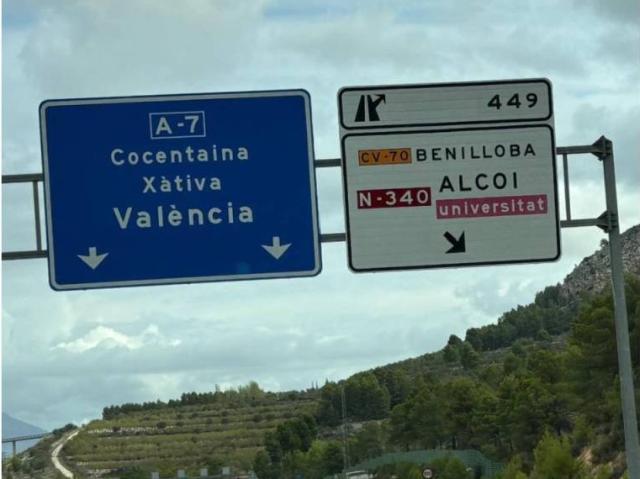 A-7
Cocentaina
Xàtiva
València
449
CV-70 BENILLOBA
N-340 ALCOI
universitat